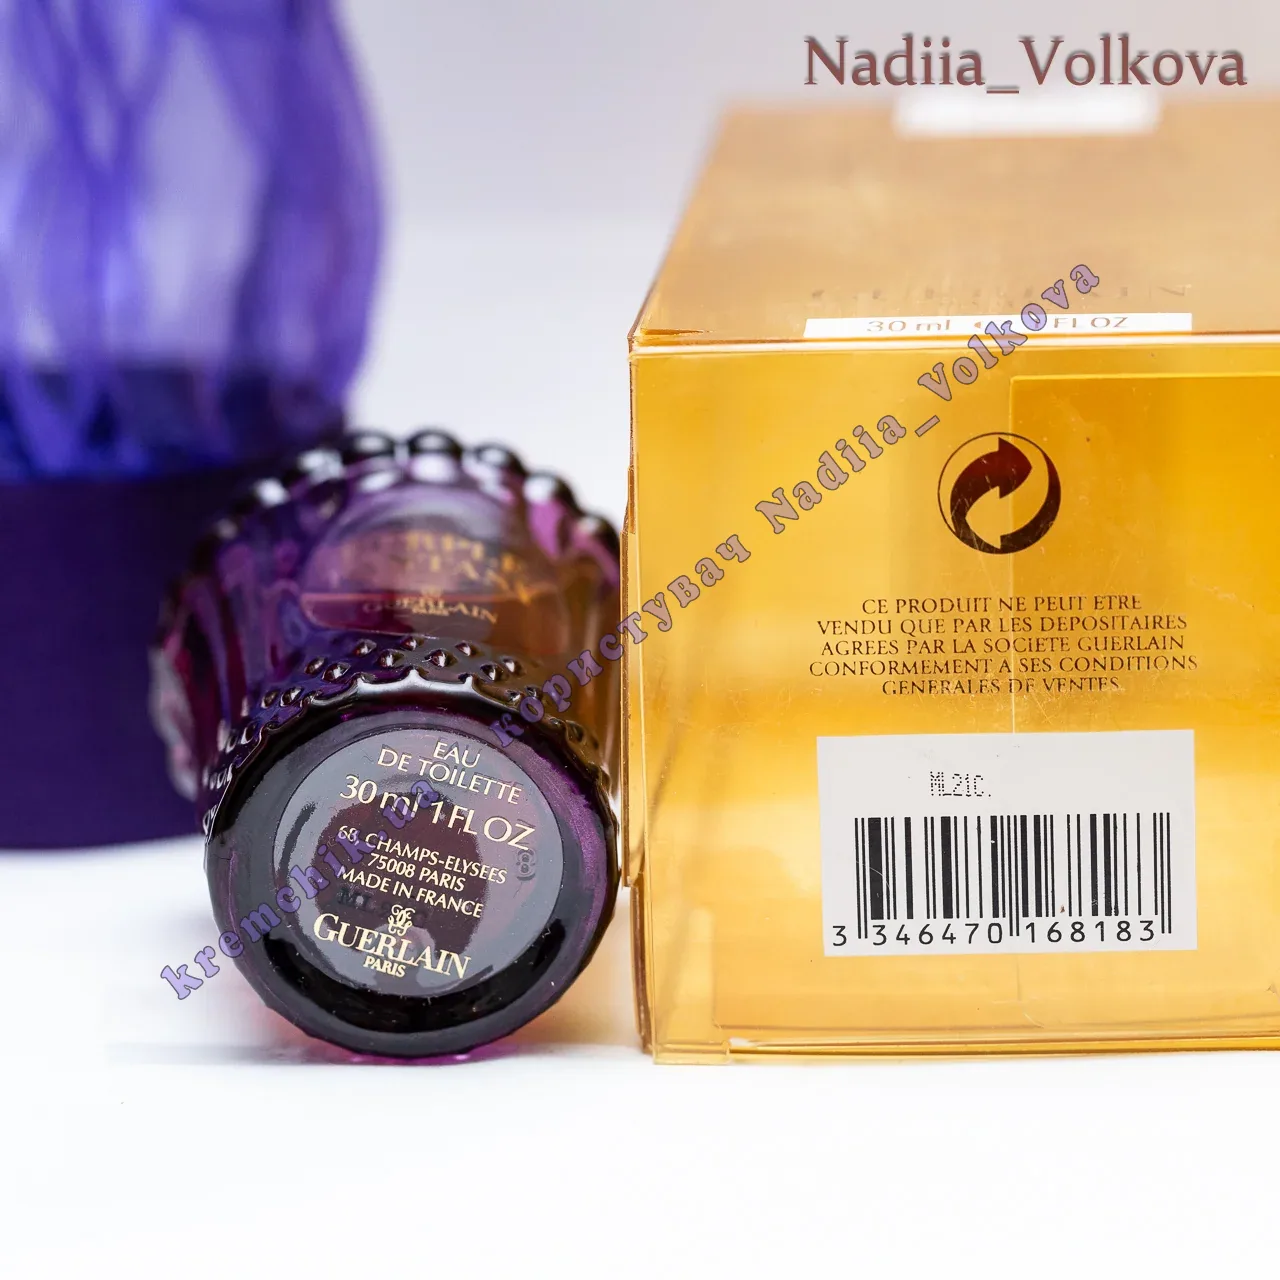 Nadiia_Volkova
30 ml 1 FL OZ
kremchik.ua користувач Nadiia_Volkova
GUERLAIN
EAU
DE TOILETTE
30 ml 1 FL OZ
68, CHAMPS-ELYSEES
75008 PARIS
MADE IN FRANCE
GUERLAIN
PARIS
CE PRODUIT NE PEUT ETRE
VENDU QUE PAR LES DEPOSITAIRES
AGREES PAR LA SOCIETE GUERLAIN
CONFORMEMENT A SES CONDITIONS
GENERALES DE VENTES
ML21C.
3 346470 168183